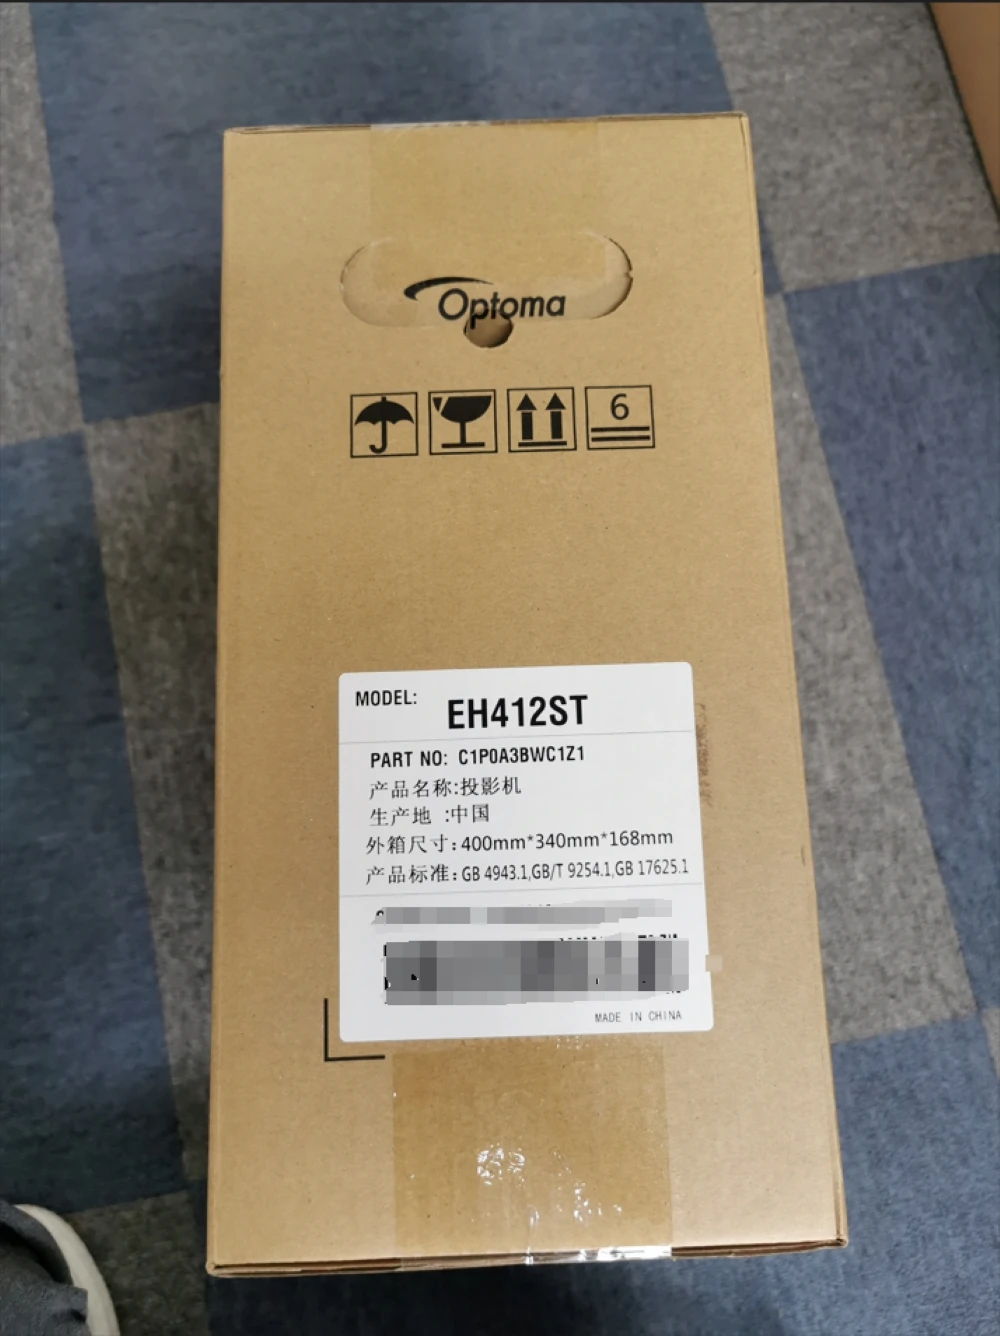 Optoma
6
MODEL: EH412ST
PART NO: C1P0A3BWC1Z1
产品名称:投影机
生产地 :中国
外箱尺寸:400mm*340mm*168mm
产品标准:GB 4943.1,GB/T 9254.1,GB 17625.1
MADE IN CHINA